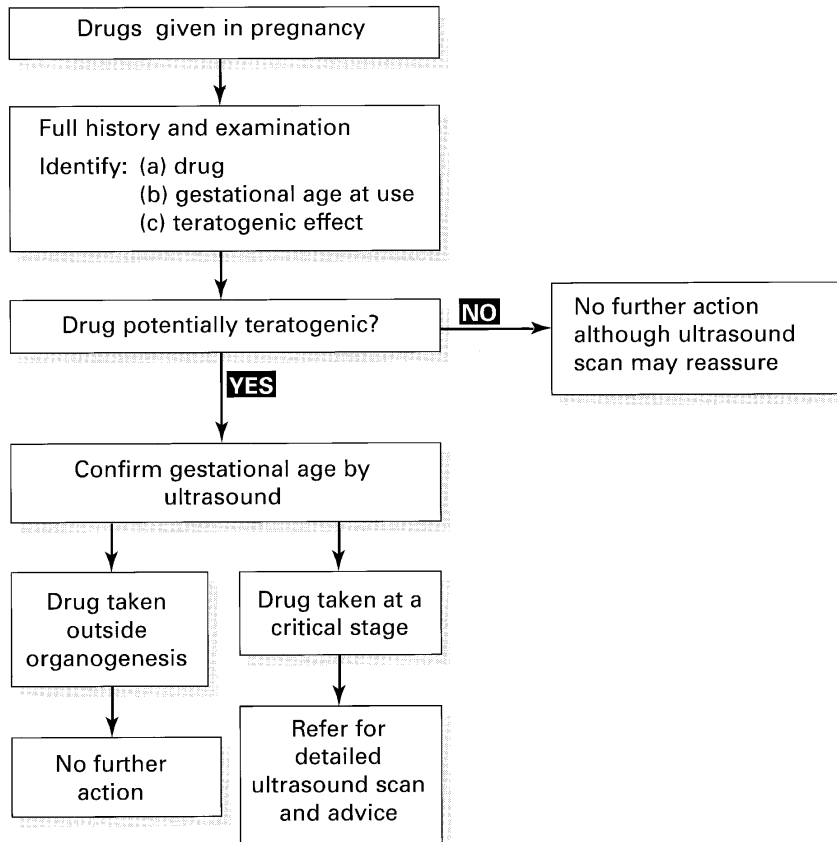 Drugs given in pregnancy
Full history and examination
Identify: (a) drug
(b) gestational age at use
(c) teratogenic effect
Drug potentially teratogenic?
NO
No further action
although ultrasound
scan may reassure
YES
Confirm gestational age by
ultrasound
Drug taken
outside
organogenesis
Drug taken at a
critical stage
No further
action
Refer for
detailed
ultrasound scan
and advice